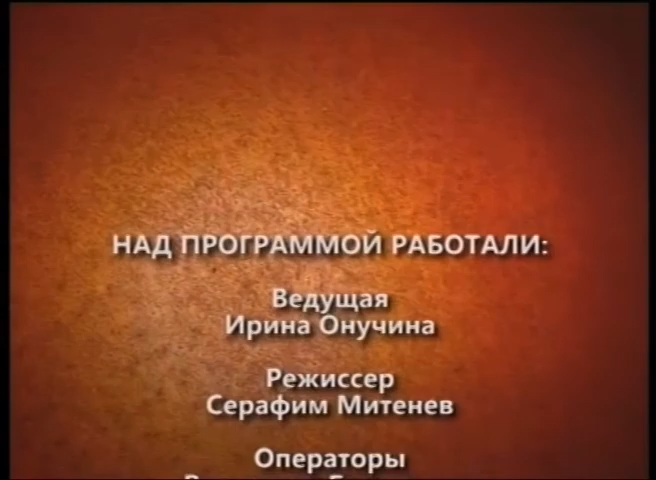 НАД ПРОГРАММОЙ РАБОТАЛИ:
Ведущая
Ирина Онучина
Режиссер
Серафим Митенев
Операторы